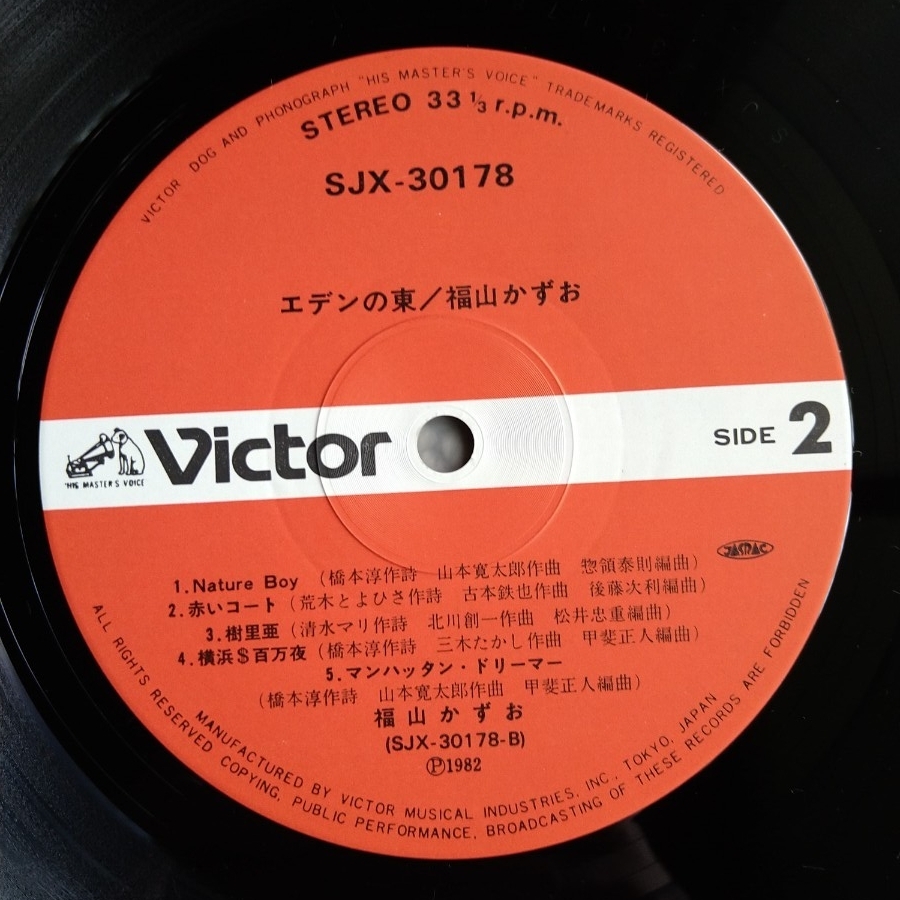 VICTOR DOG AND PHONOGRAPH "HIS MASTER'S VOICE" TRADEMARKS REGISTERED
STEREO 33 1/3 r.p.m.
SJX-30178
エデンの東／福山かずお
"HIS MASTER'S VOICE
Victor
SIDE 2
JASRAC
1.Nature Boy (橋本淳作詩 山本寛太郎作曲 惣領泰則編曲)
2.赤いコート (荒木とよひさ作詩 古本鉄也作曲 後藤次利編曲)
3.樹里亜 (清水マリ作詩 北川創一作曲 松井忠重編曲)
4.横浜$百万夜 (橋本淳作詩 三木たかし作曲 甲斐正人編曲)
5.マンハッタン・ドリーマー
(橋本淳作詩 山本寛太郎作曲 甲斐正人編曲)
福山かずお
(SJX-30178-B)
Ⓟ1982
MANUFACTURED BY VICTOR MUSICAL INDUSTRIES, INC., TOKYO, JAPAN
ALL RIGHTS RESERVED COPYING, PUBLIC PERFORMANCE, BROADCASTING OF THESE RECORDS ARE FORBIDDEN